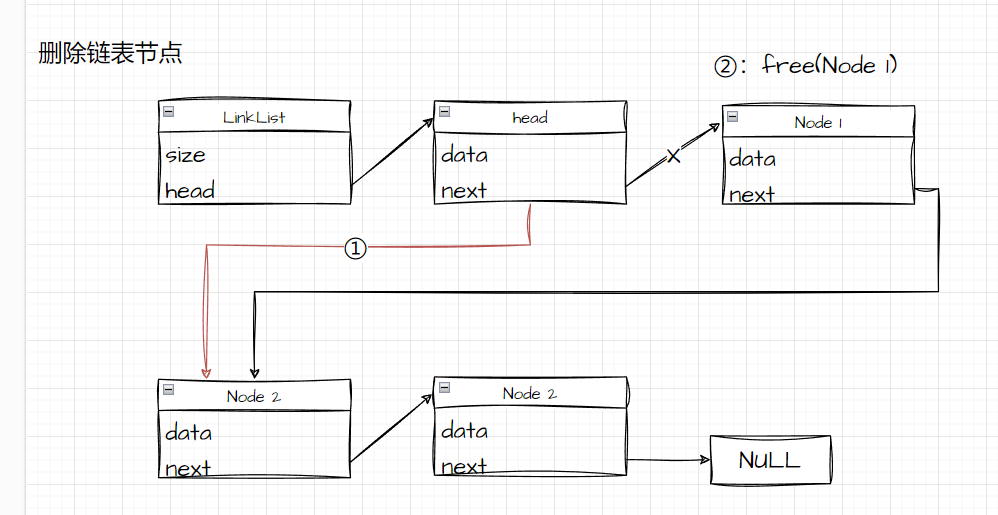 删除链表节点
②：free(Node 1)
LinkList
size
head
head
data
next
X
Node 1
data
next
①
Node 2
data
next
Node 2
data
next
NULL